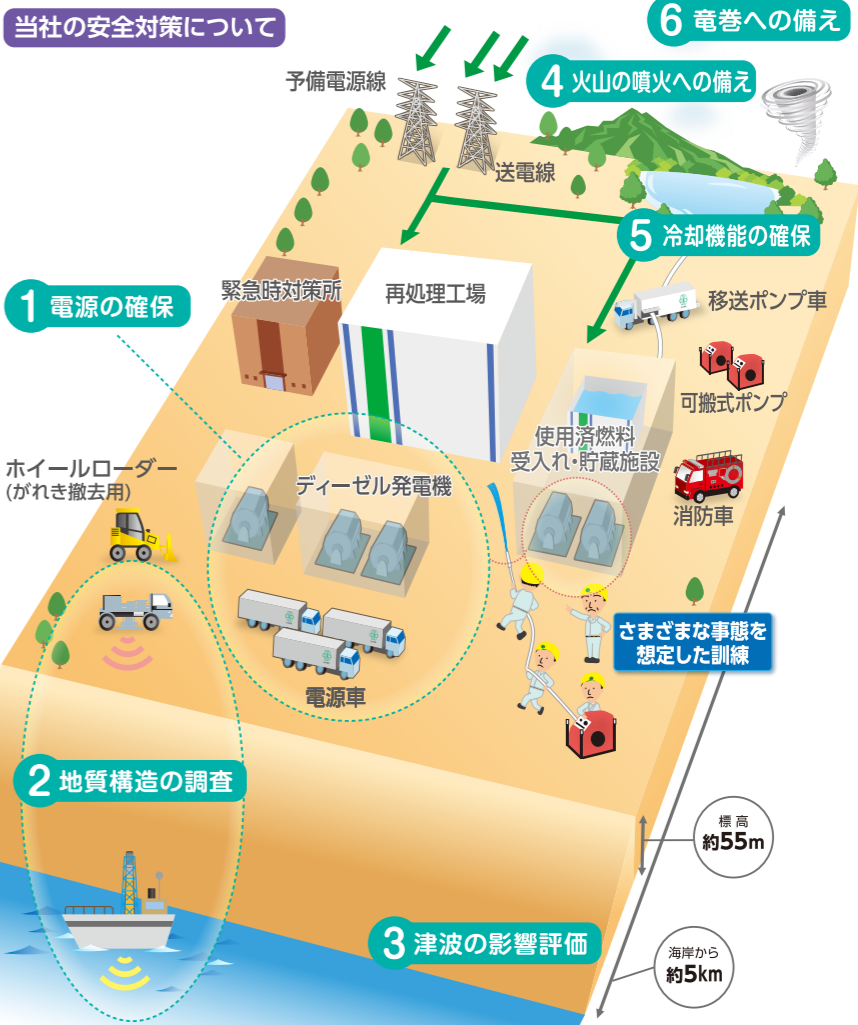 当社の安全対策について
6 竜巻への備え
予備電源線
4 火山の噴火への備え
送電線
5 冷却機能の確保
1 電源の確保
緊急時対策所
再処理工場
移送ポンプ車
可搬式ポンプ
使用済燃料
受入れ・貯蔵施設
ホイールローダー
(がれき撤去用)
ディーゼル発電機
消防車
さまざまな事態を
想定した訓練
電源車
2 地質構造の調査
標高
約55m
3 津波の影響評価
海岸から
約5km